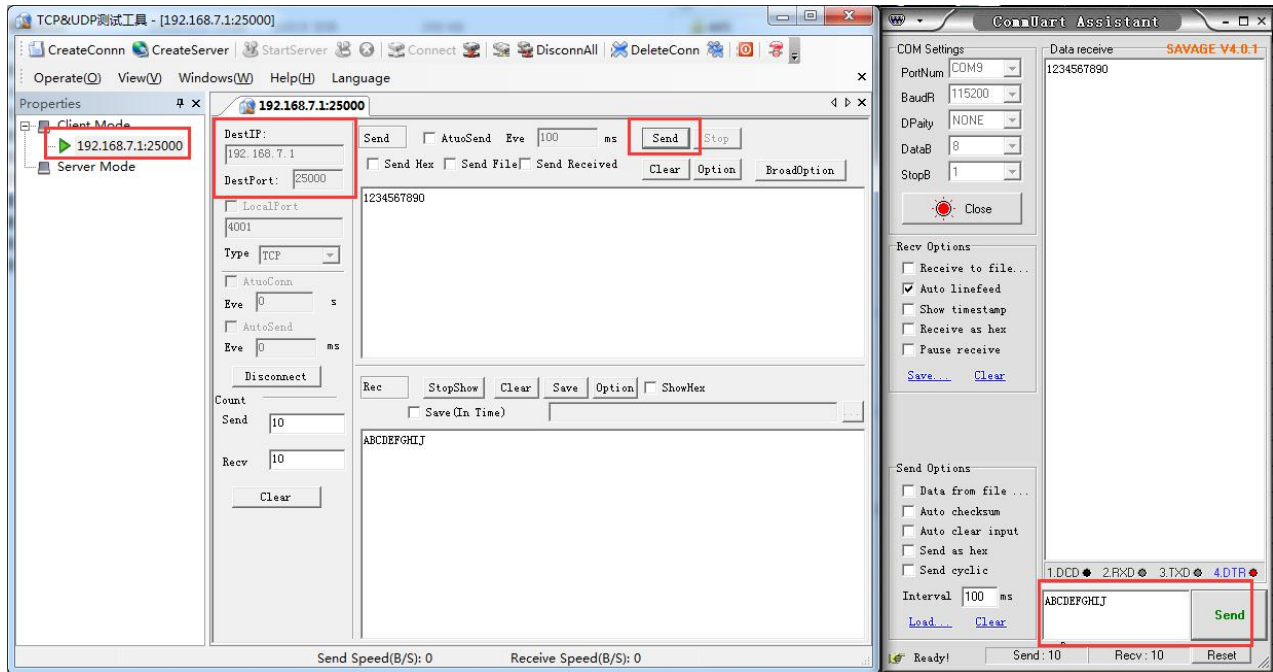 TCP&UDP测试工具 - [192.168.7.1:25000]
CreateConnn CreateServer StartServer Connect DisconnAll DeleteConn
Operate(O) View(V) Windows(W) Help(H) Language
Properties
Client Mode
192.168.7.1:25000
Server Mode
192.168.7.1:25000
DestIP:
192.168.7.1
DestPort: 25000
LocalPort
4001
Type TCP
AtuoConn
Eve 0 s
AutoSend
Eve 0 ms
Disconnect
Count
Send 10
Recv 10
Clear
Send AtuoSend Eve 100 ms Send Stop
Send Hex Send File Send Received Clear Option BroadOption
1234567890
Rec StopShow Clear Save Option ShowHex
Save(In Time) ...
ABCDEFGHIJ
Send Speed(B/S): 0 Receive Speed(B/S): 0
CommUart Assistant
COM Settings
PortNum COM9
BaudR 115200
DPaity NONE
DataB 8
StopB 1
Close
Recv Options
Receive to file...
Auto linefeed
Show timestamp
Receive as hex
Pause receive
Save... Clear
Send Options
Data from file ...
Auto checksum
Auto clear input
Send as hex
Send cyclic
Interval 100 ms
Load... Clear
Data receive SAVAGE V4.0.1
1234567890
1.DCD 2.RXD 3.TXD 4.DTR
ABCDEFGHIJ
Send
Ready! Send : 10 Recv : 10 Reset